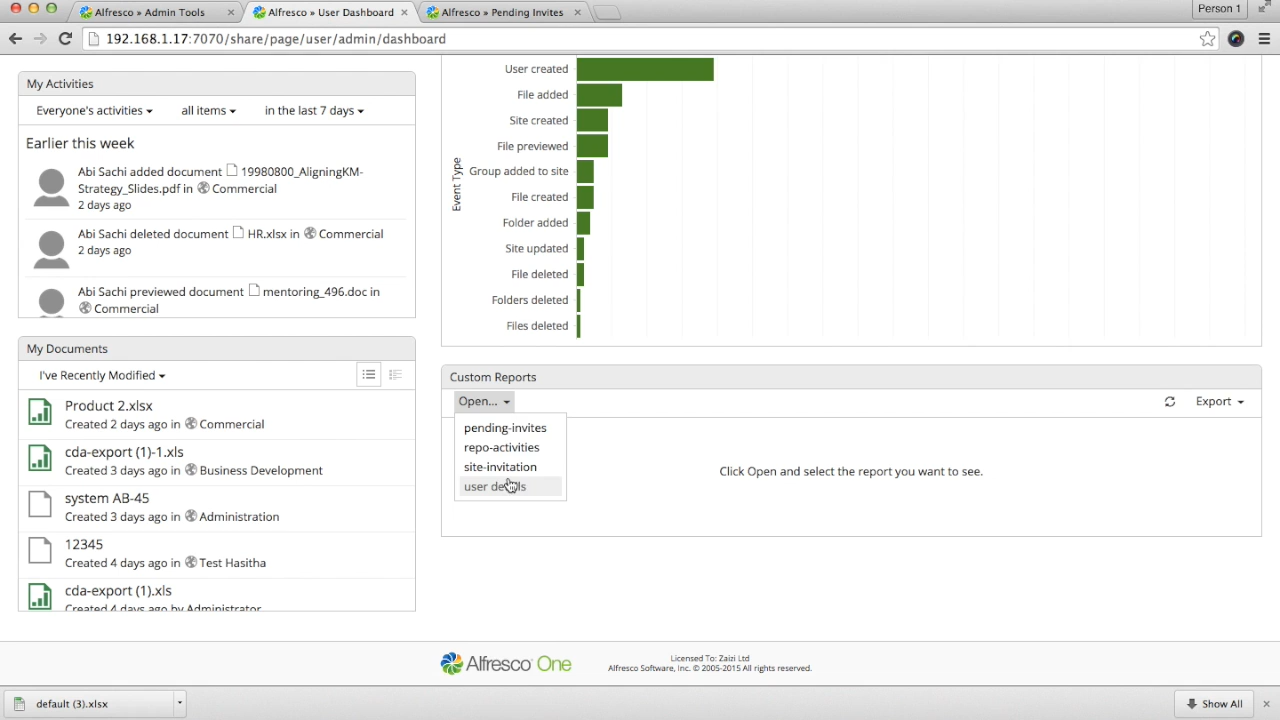 Alfresco » Admin Tools
Alfresco » User Dashboard
Alfresco » Pending Invites
Person 1
192.168.1.17:7070/share/page/user/admin/dashboard
My Activities
Everyone's activities
all items
in the last 7 days
Earlier this week
Abi Sachi added document 19980800_AligningKM-
Strategy_Slides.pdf in Commercial
2 days ago
Abi Sachi deleted document HR.xlsx in Commercial
2 days ago
Abi Sachi previewed document mentoring_496.doc in
Commercial
My Documents
I've Recently Modified
Product 2.xlsx
Created 2 days ago in Commercial
cda-export (1)-1.xls
Created 3 days ago in Business Development
system AB-45
Created 3 days ago in Administration
12345
Created 4 days ago in Test Hasitha
cda-export (1).xls
Created 4 days ago by Administrator
Event Type
User created
File added
Site created
File previewed
Group added to site
File created
Folder added
Site updated
File deleted
Folders deleted
Files deleted
Custom Reports
Open...
Export
pending-invites
repo-activities
site-invitation
user details
Click Open and select the report you want to see.
Alfresco One
Licensed To: Zaizi Ltd
Alfresco Software, Inc. © 2005-2015 All rights reserved.
default (3).xlsx
Show All